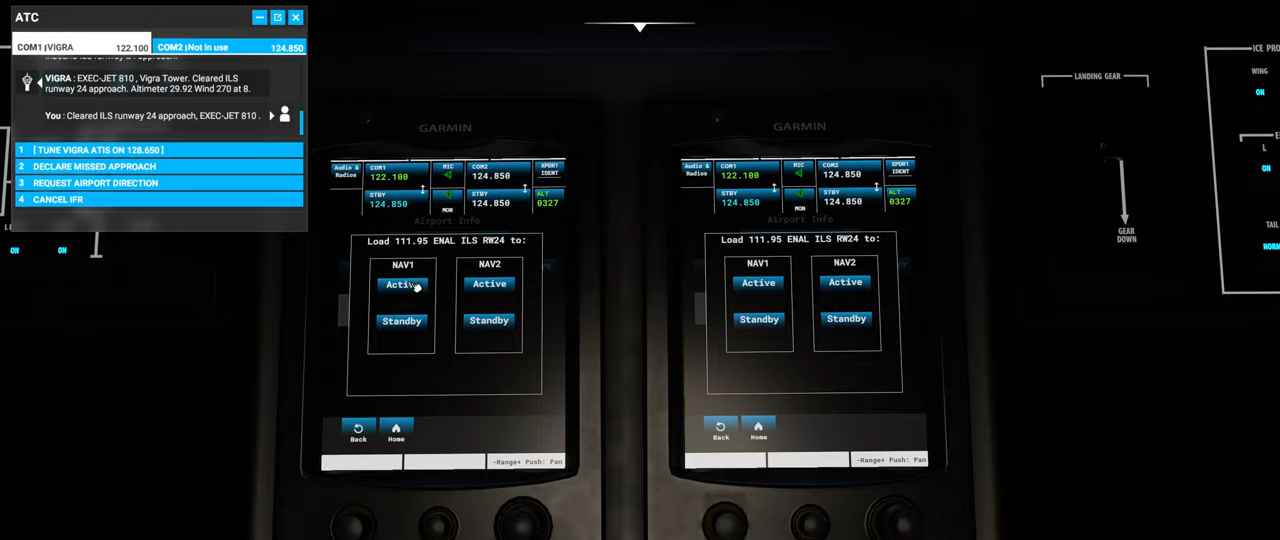 ATC
COM1 | VIGRA 122.100
COM2 | Not in use 124.850
VIGRA : EXEC-JET 810 , Vigra Tower. Cleared ILS
runway 24 approach. Altimeter 29.92 Wind 270 at 8.
You : Cleared ILS runway 24 approach, EXEC-JET 810 .
1 [ TUNE VIGRA ATIS ON 128.650 ]
2 DECLARE MISSED APPROACH
3 REQUEST AIRPORT DIRECTION
4 CANCEL IFR
ON ON
GARMIN
Audio & Radios
COM1 122.100
MIC
COM2 124.850
XPDR1 IDENT
STBY 124.850
MON
STBY 124.850
ALT 0327
Airport Info
Load 111.95 ENAL ILS RW24 to:
NAV1 NAV2
Active Active
Standby Standby
Back Home
-Range+ Push: Pan
GARMIN
Audio & Radios
COM1 122.100
MIC
COM2 124.850
XPDR1 IDENT
STBY 124.850
MON
STBY 124.850
ALT 0327
Airport Info
Load 111.95 ENAL ILS RW24 to:
NAV1 NAV2
Active Active
Standby Standby
Back Home
-Range+ Push: Pan
LANDING GEAR
GEAR
DOWN
ICE PRO
WING
ON
L
ON
TAIL
NORM